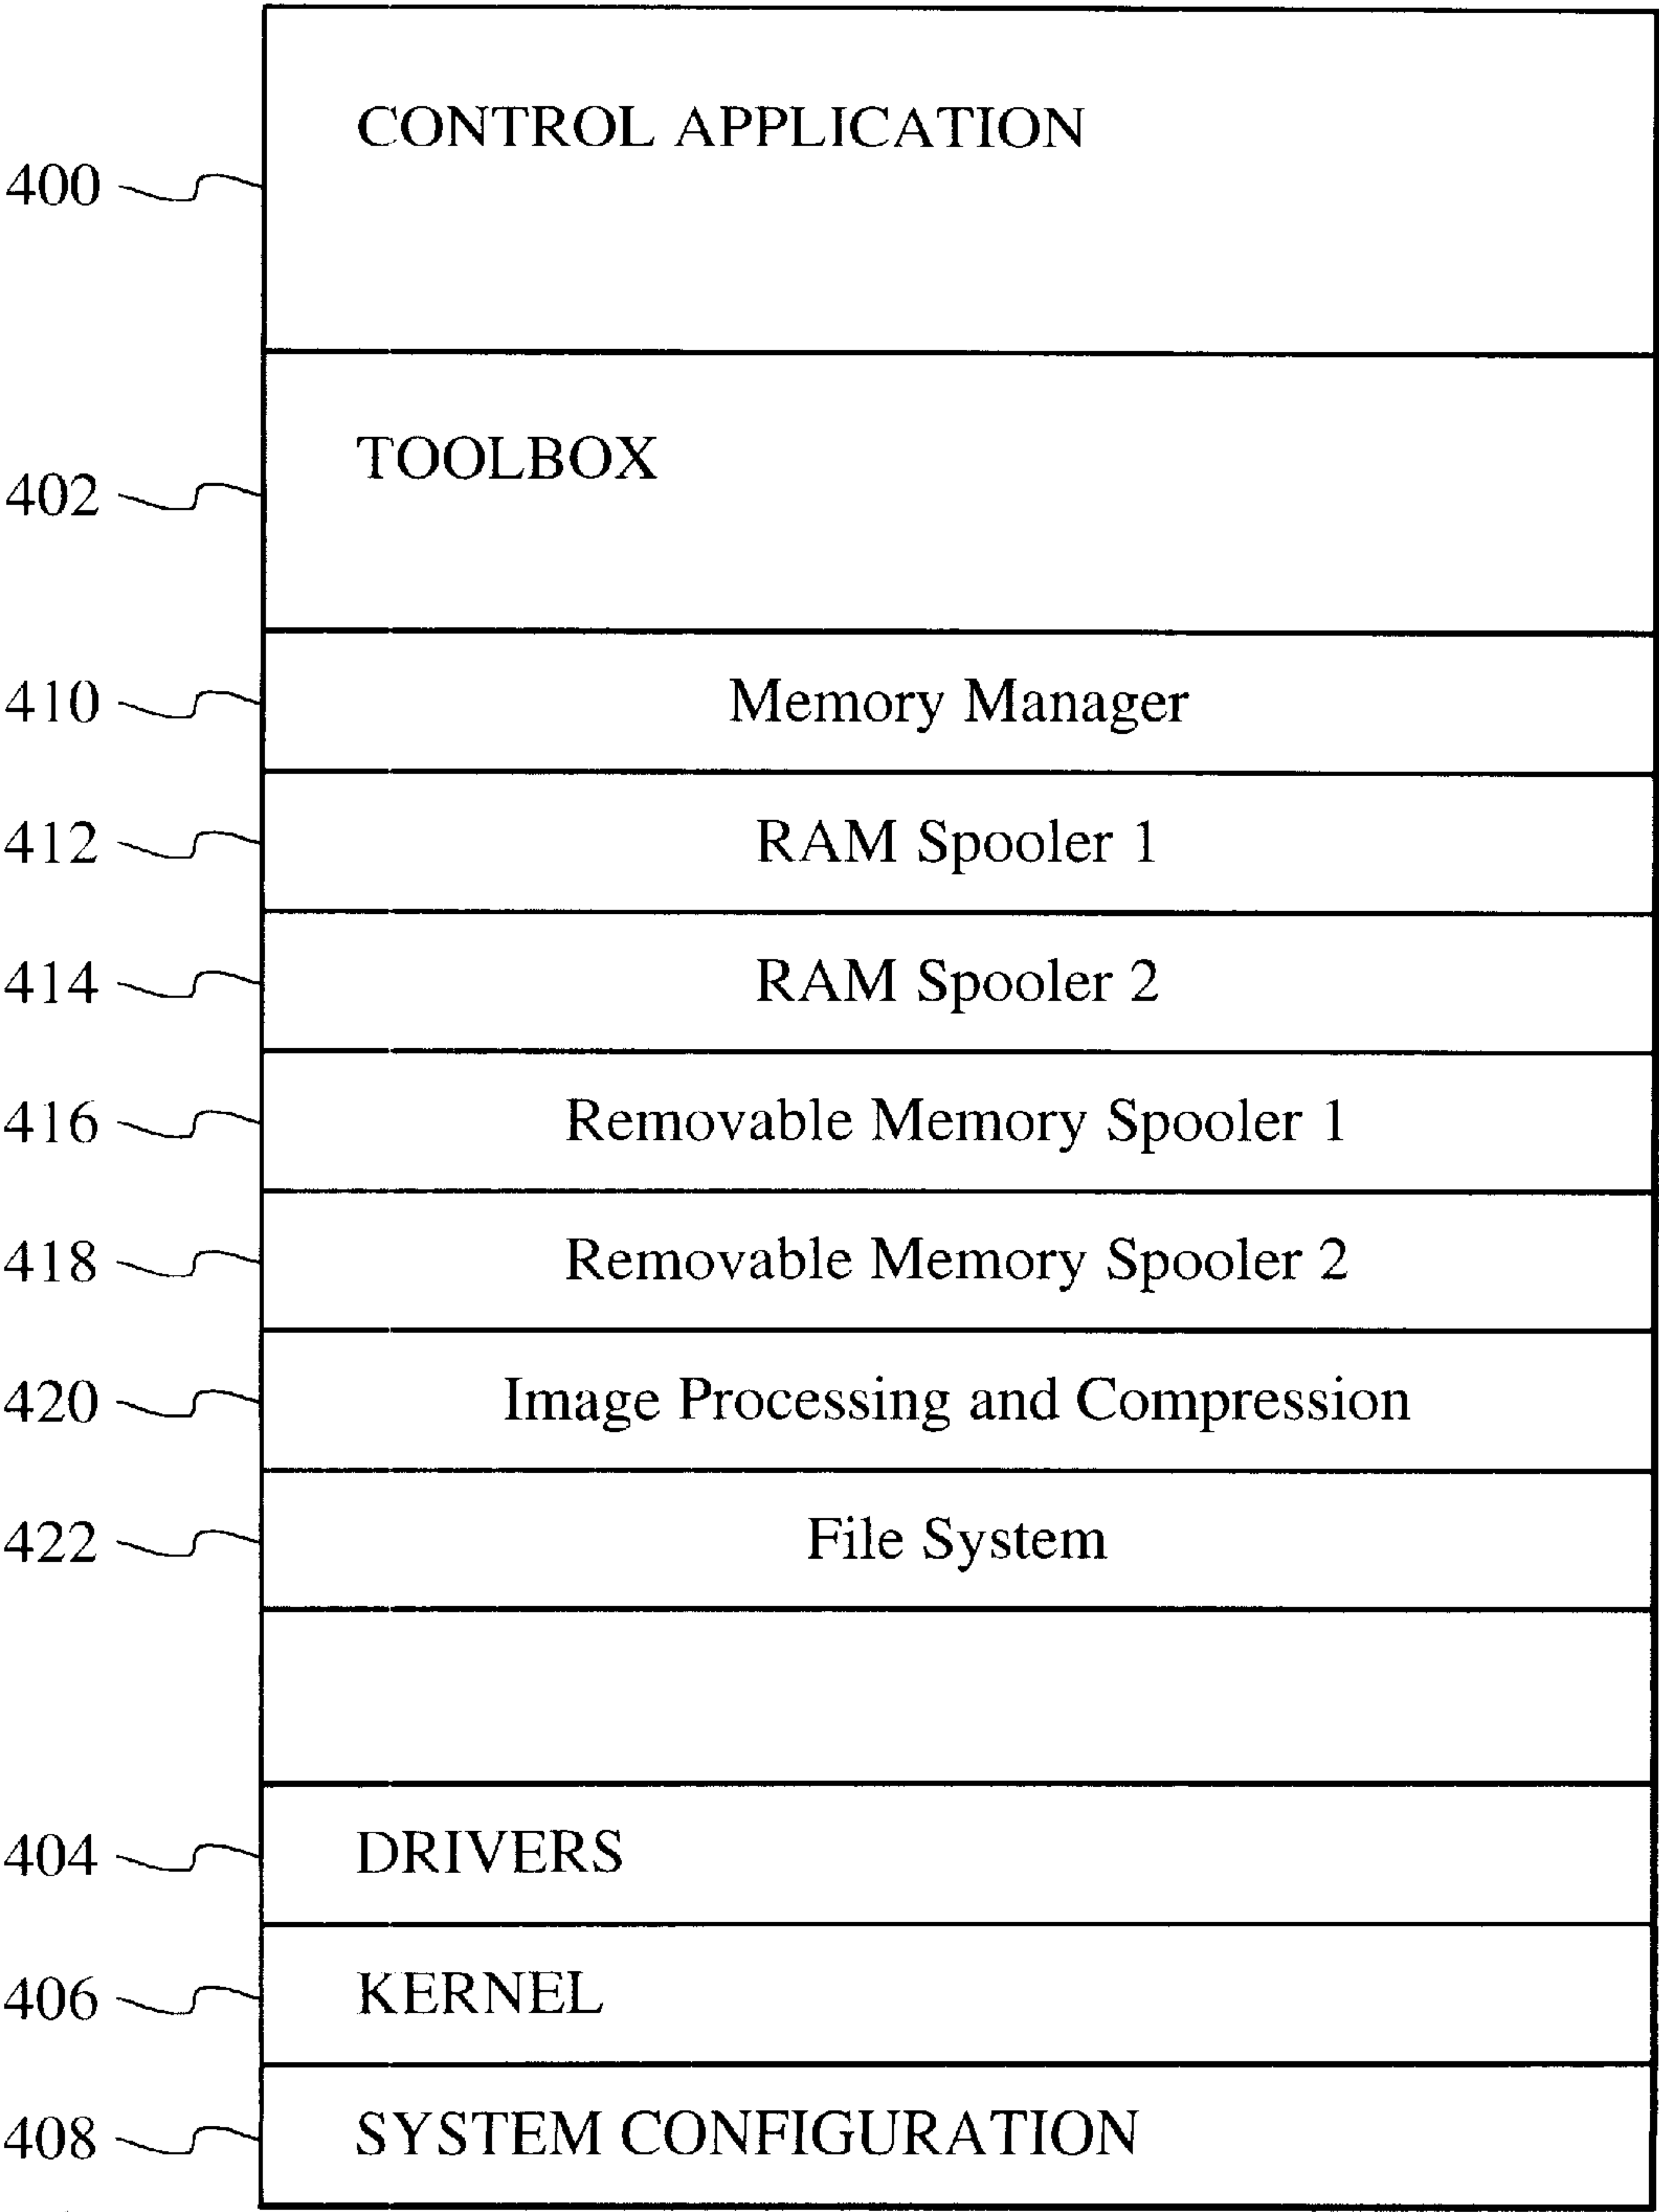 CONTROL APPLICATION
400
TOOLBOX
402
410 Memory Manager
412 RAM Spooler 1
414 RAM Spooler 2
416 Removable Memory Spooler 1
418 Removable Memory Spooler 2
420 Image Processing and Compression
422 File System
404 DRIVERS
406 KERNEL
408 SYSTEM CONFIGURATION